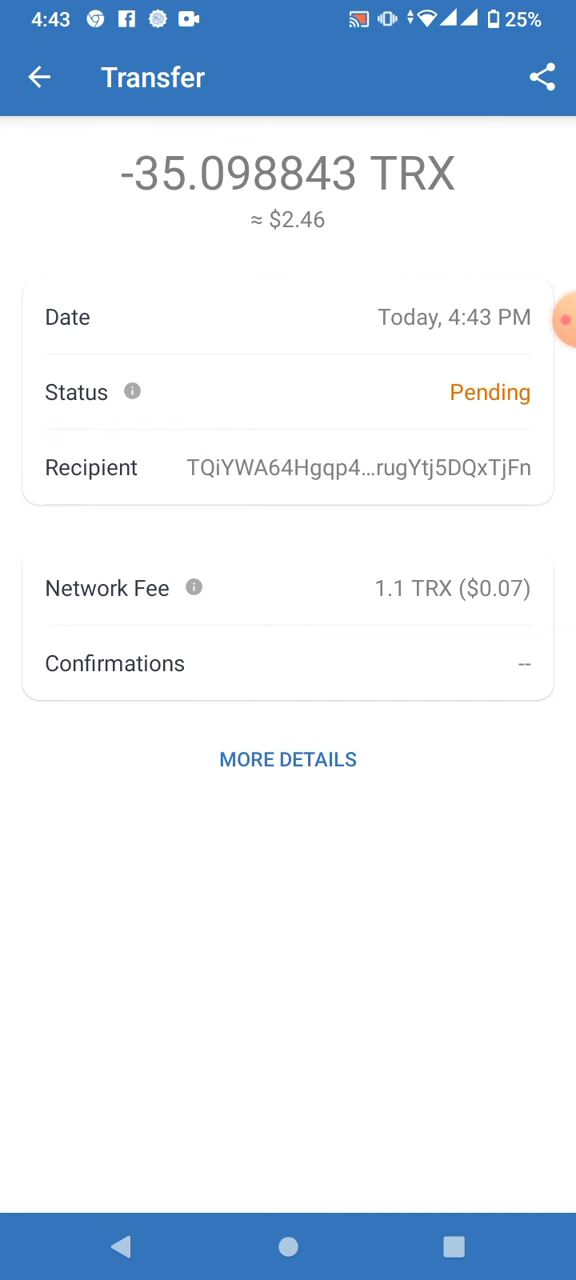 4:43 25%
Transfer
-35.098843 TRX
≈ $2.46
Date Today, 4:43 PM
Status Pending
Recipient TQiYWA64Hgqp4...rugYtj5DQxTjFn
Network Fee 1.1 TRX ($0.07)
Confirmations --
MORE DETAILS